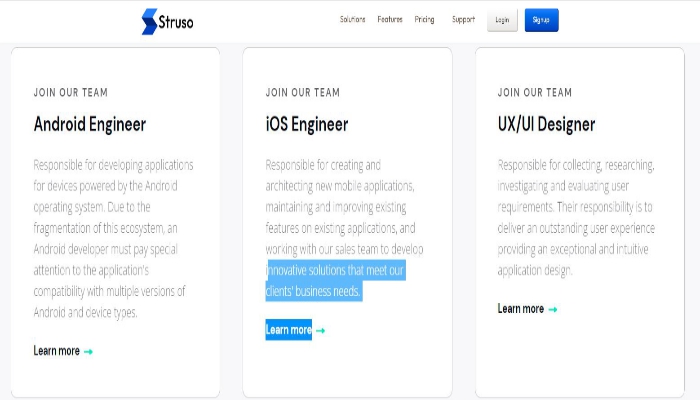 Struso
Solutions Features Pricing Support Login Signup
JOIN OUR TEAM
Android Engineer
Responsible for developing applications
for devices powered by the Android
operating system. Due to the
fragmentation of this ecosystem, an
Android developer must pay special
attention to the application's
compatibility with multiple versions of
Android and device types.
Learn more →
JOIN OUR TEAM
iOS Engineer
Responsible for creating and
architecting new mobile applications,
maintaining and improving existing
features on existing applications, and
working with our sales team to develop
innovative solutions that meet our
clients' business needs.
Learn more →
JOIN OUR TEAM
UX/UI Designer
Responsible for collecting, researching,
investigating and evaluating user
requirements. Their responsibility is to
deliver an outstanding user experience
providing an exceptional and intuitive
application design.
Learn more →